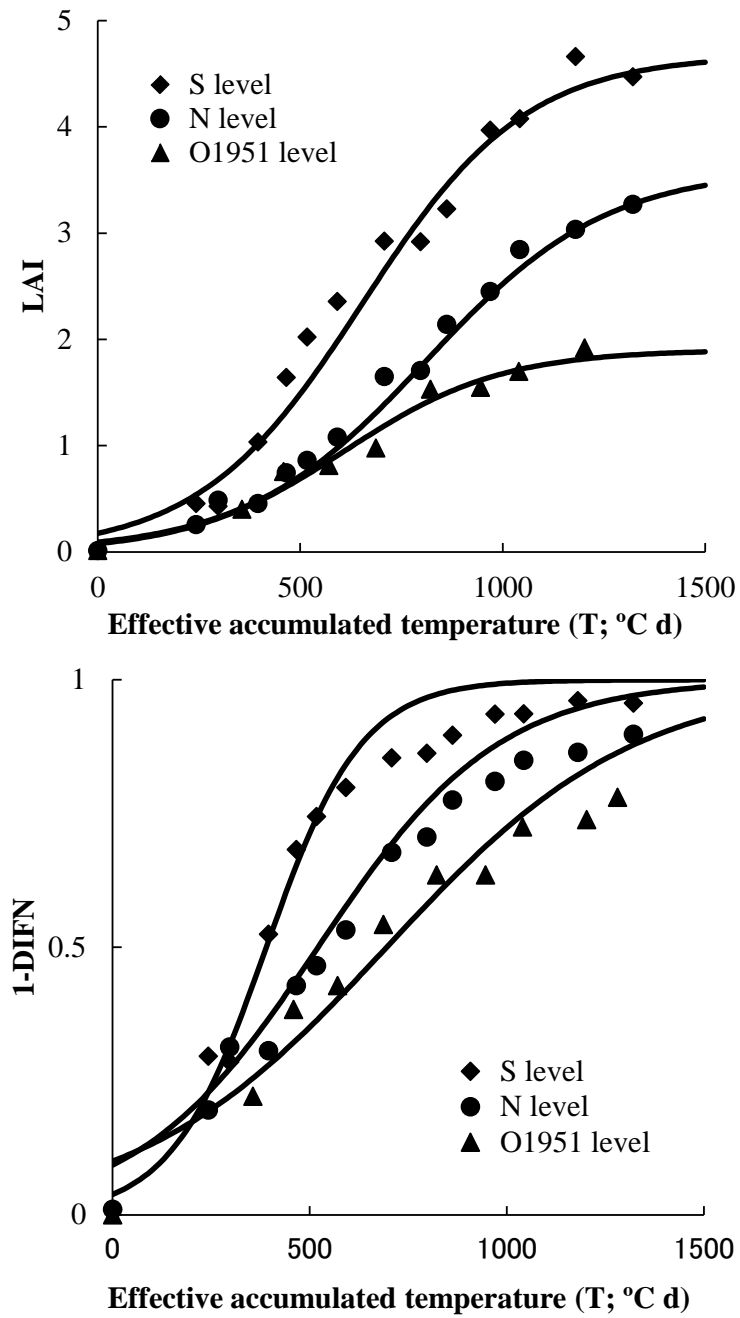 5
4
3
2
1
0
LAI
S level
N level
O1951 level
0 500 1000 1500
Effective accumulated temperature (T; ºC d)
1
0.5
0
1-DIFN
S level
N level
O1951 level
0 500 1000 1500
Effective accumulated temperature (T; ºC d)